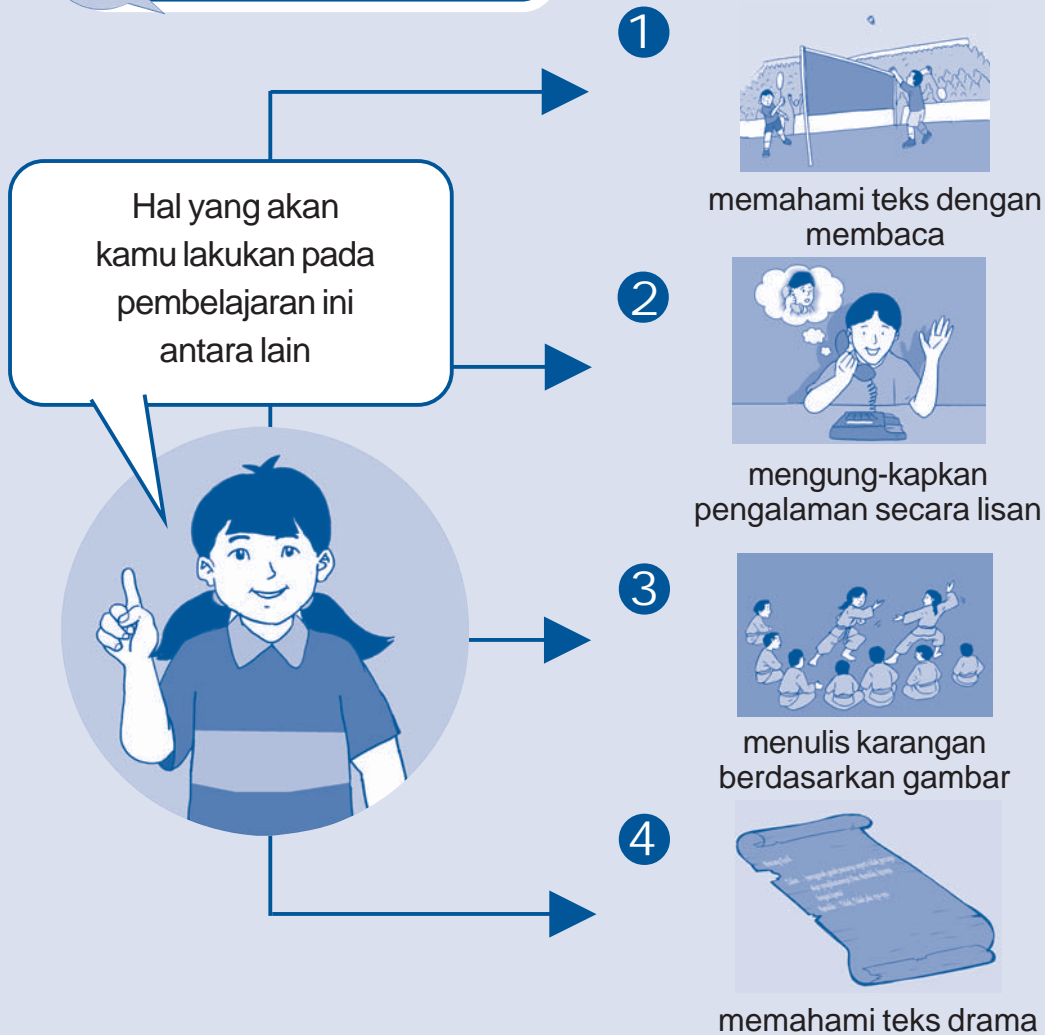 Hal yang akan
kamu lakukan pada
pembelajaran ini
antara lain
1
memahami teks dengan
membaca
2
mengung-kapkan
pengalaman secara lisan
3
menulis karangan
berdasarkan gambar
4
memahami teks drama